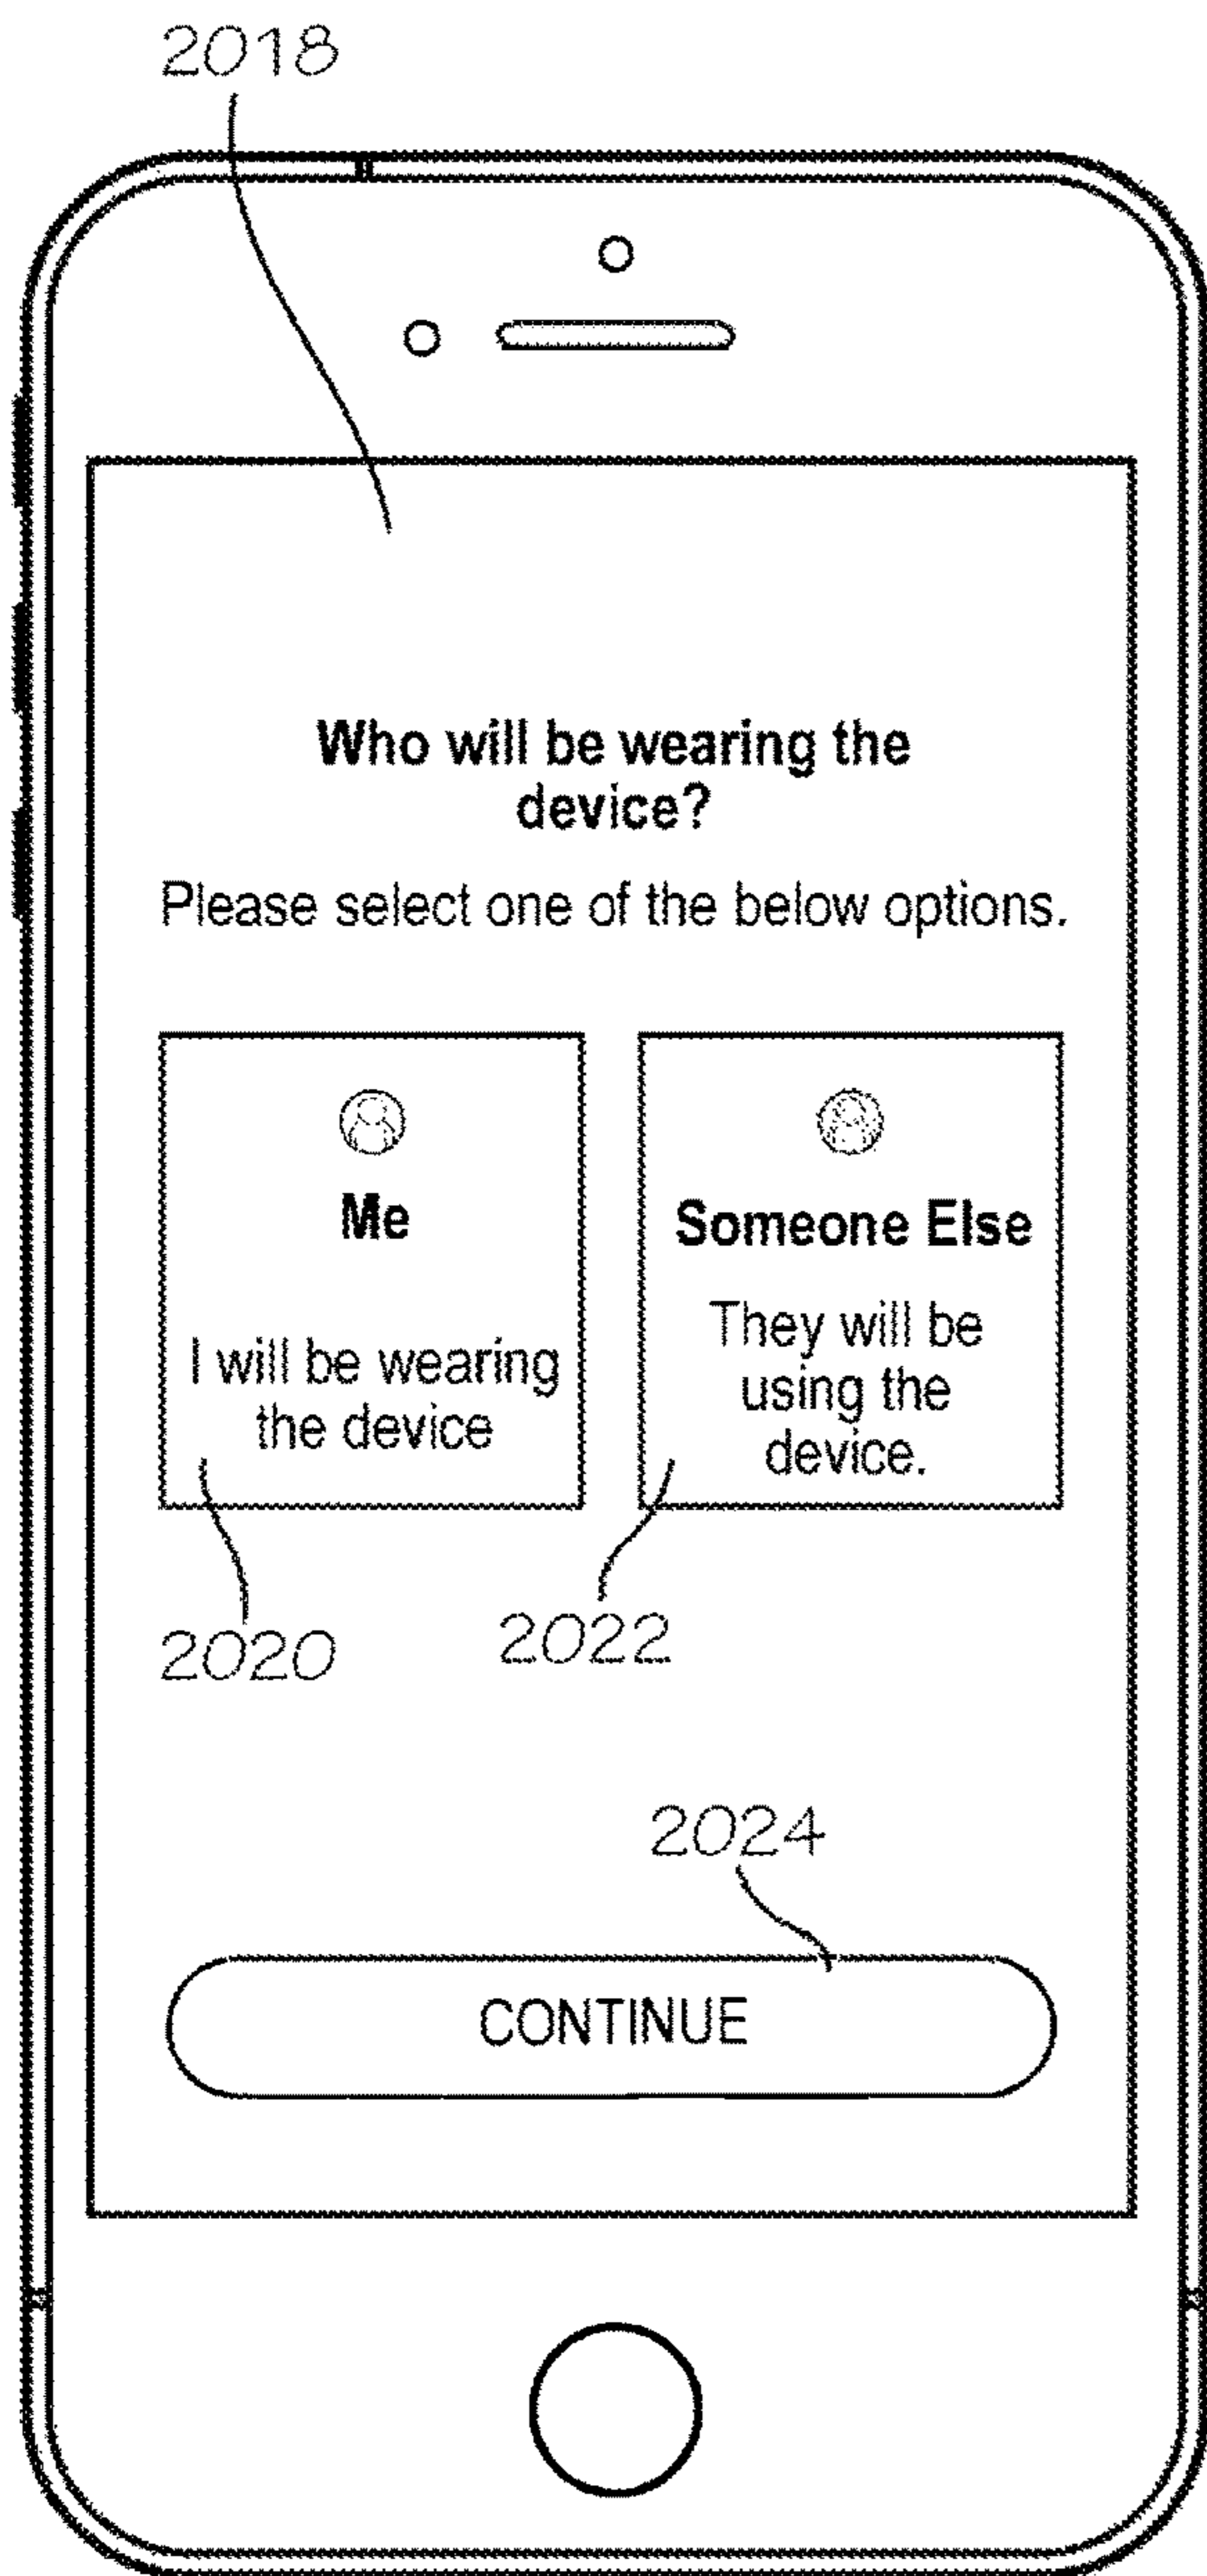 2018
Who will be wearing the
device?
Please select one of the below options.
Me
I will be wearing
the device
Someone Else
They will be
using the
device.
2020
2022
2024
CONTINUE